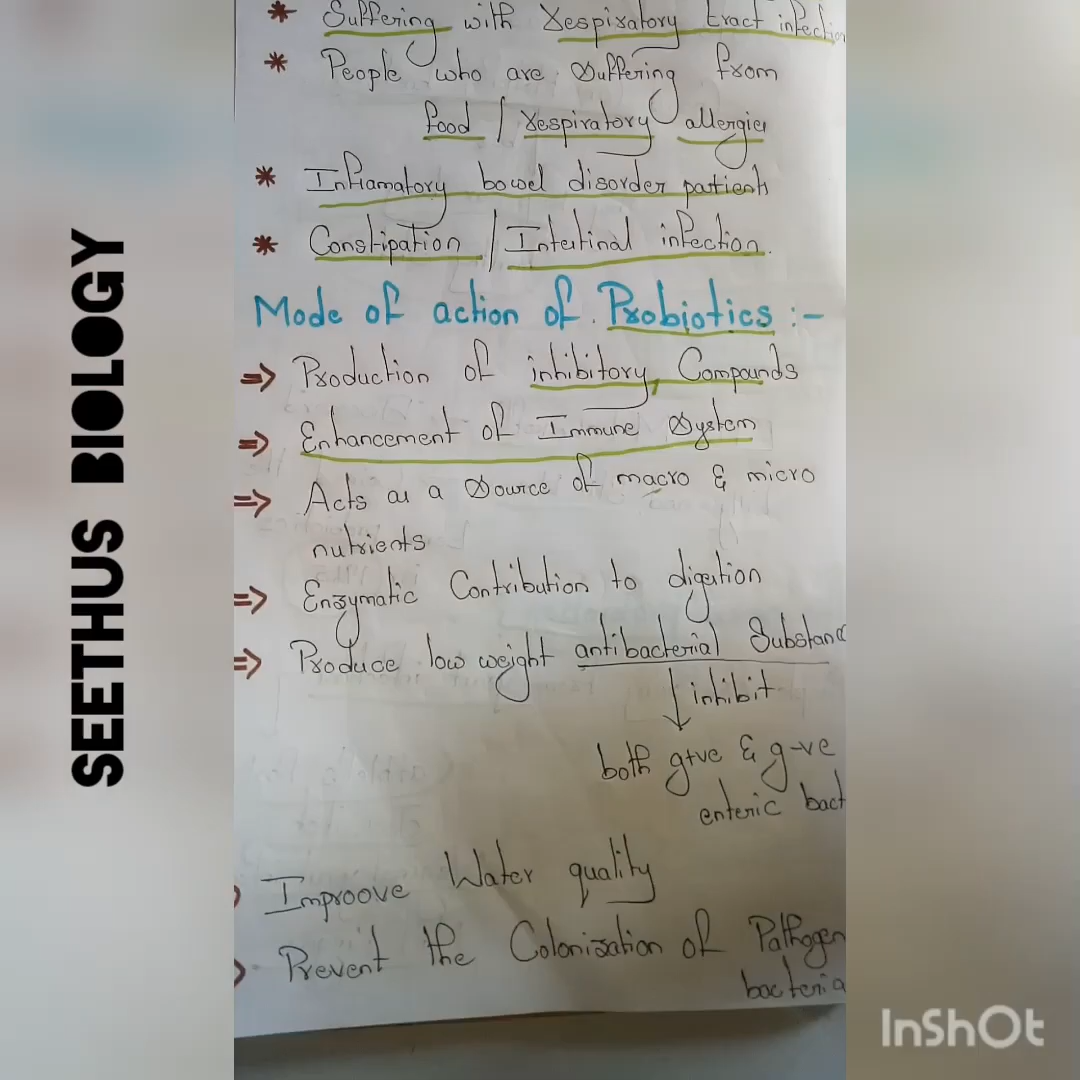 SEETHUS BIOLOGY
* Suffering with respiratory tract infection
* People who are suffering from
food / respiratory allergies
* Inflamatory bowel disorder patients
* Constipation / Intestinal infection.
Mode of action of Probiotics :-
=> Production of inhibitory Compounds
=> Enhancement of Immune System
=> Acts as a Source of macro & micro
nutrients
=> Enzymatic Contribution to digestion
=> Produce low weight antibacterial Substanc
↓ inhibit
both g+ve & g-ve
enteric bact
Improove Water quality
Prevent the Colonisation of Pathogen
bacteria
InShOt